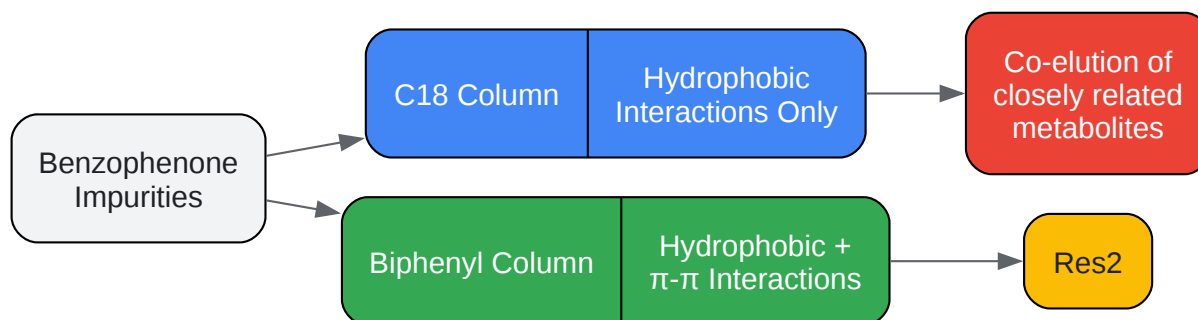 Benzophenone
Impurities
C18 Column
Hydrophobic
Interactions Only
Co-elution of
closely related
metabolites
Biphenyl Column
Hydrophobic +
π-π Interactions
Res2